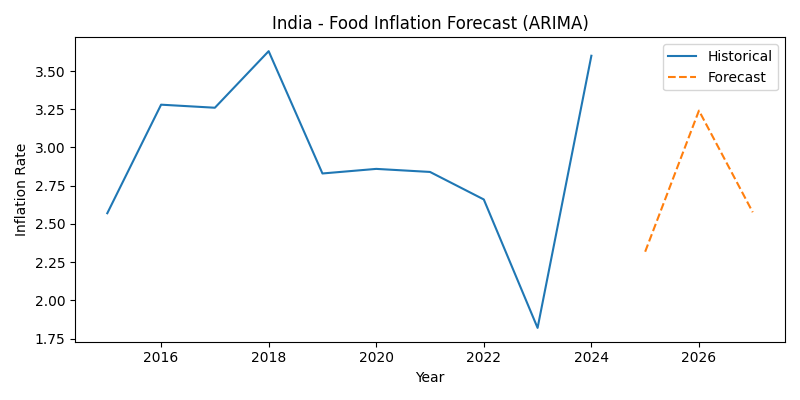 India - Food Inflation Forecast (ARIMA)
Historical
Forecast
Inflation Rate
3.50
3.25
3.00
2.75
2.50
2.25
2.00
1.75
2016 2018 2020 2022 2024 2026
Year